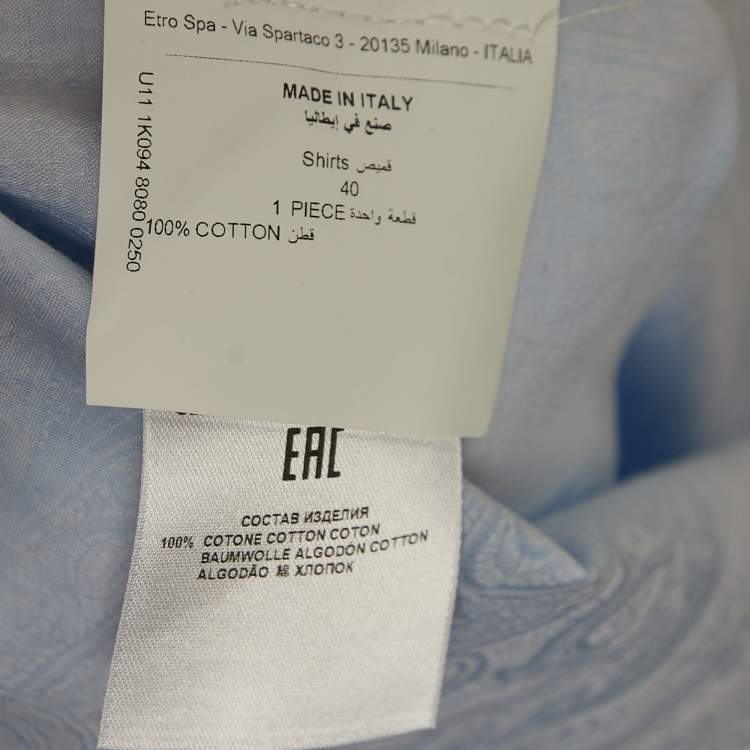 Etro Spa - Via Spartaco 3 - 20135 Milano - ITALIA
MADE IN ITALY
صنع في إيطاليا
Shirts قميص
40
1 PIECE قطعة واحدة
100% COTTON قطن
U11 1K094 8080 0250
EAC
СОСТАВ ИЗДЕЛИЯ
100% COTONE COTTON COTON
BAUMWOLLE ALGODÓN COTTON
ALGODÃO 綿 ХЛОПОК